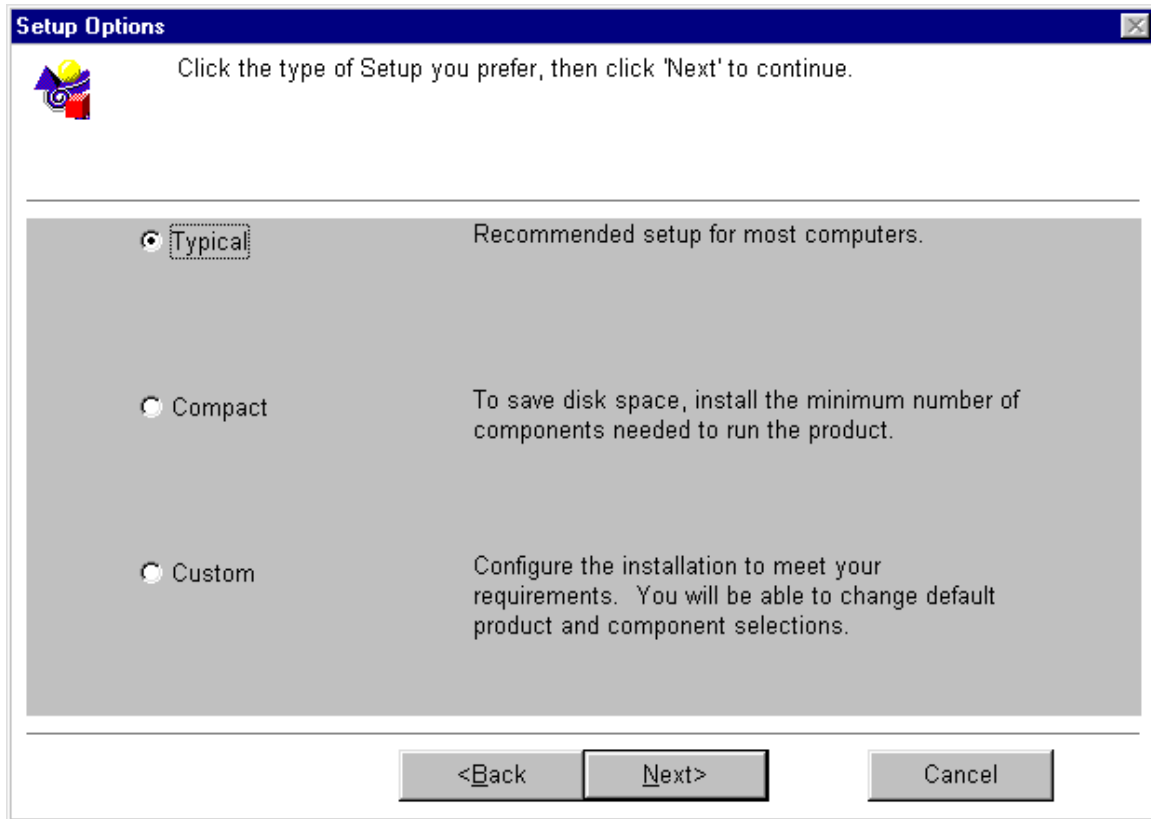 Setup Options
Click the type of Setup you prefer, then click 'Next' to continue.
Typical
Recommended setup for most computers.
Compact
To save disk space, install the minimum number of
components needed to run the product.
Custom
Configure the installation to meet your
requirements.  You will be able to change default
product and component selections.
<Back
Next>
Cancel